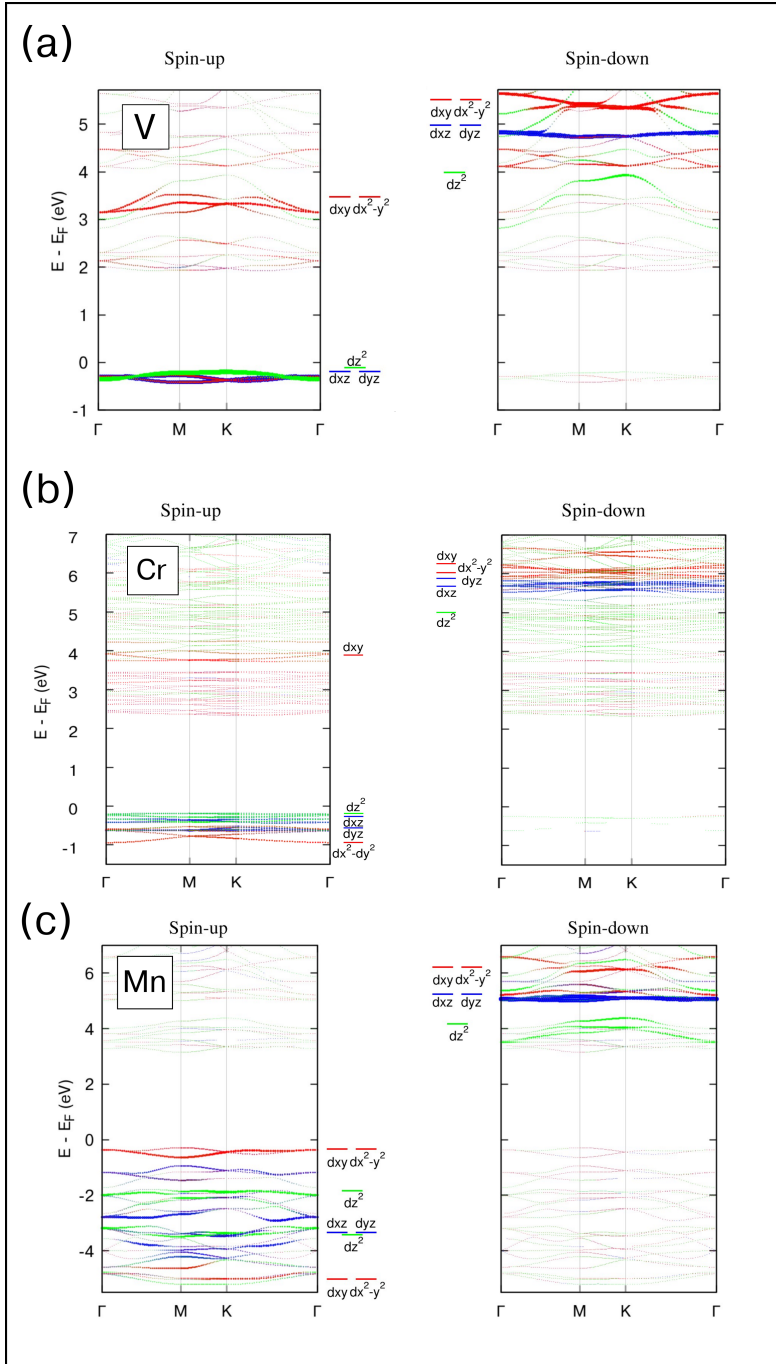 (a)
Spin-up
Spin-down
V
E - E_F (eV)
5
4
3
2
1
0
-1
Γ M K Γ
dxy dx²-y²
dz²
dxz dyz
dxy dx²-y²
dxz dyz
dz²
Γ M K Γ
(b)
Spin-up
Spin-down
Cr
E - E_F (eV)
7
6
5
4
3
2
1
0
-1
Γ M K Γ
dxy
dz²
dxz
dyz
dx²-dy²
dxy
dx²-y²
dyz
dxz
dz²
Γ M K Γ
(c)
Spin-up
Spin-down
Mn
E - E_F (eV)
6
4
2
0
-2
-4
Γ M K Γ
dxy dx²-y²
dz²
dxz dyz
dz²
dxy dx²-y²
dxy dx²-y²
dxz dyz
dz²
Γ M K Γ